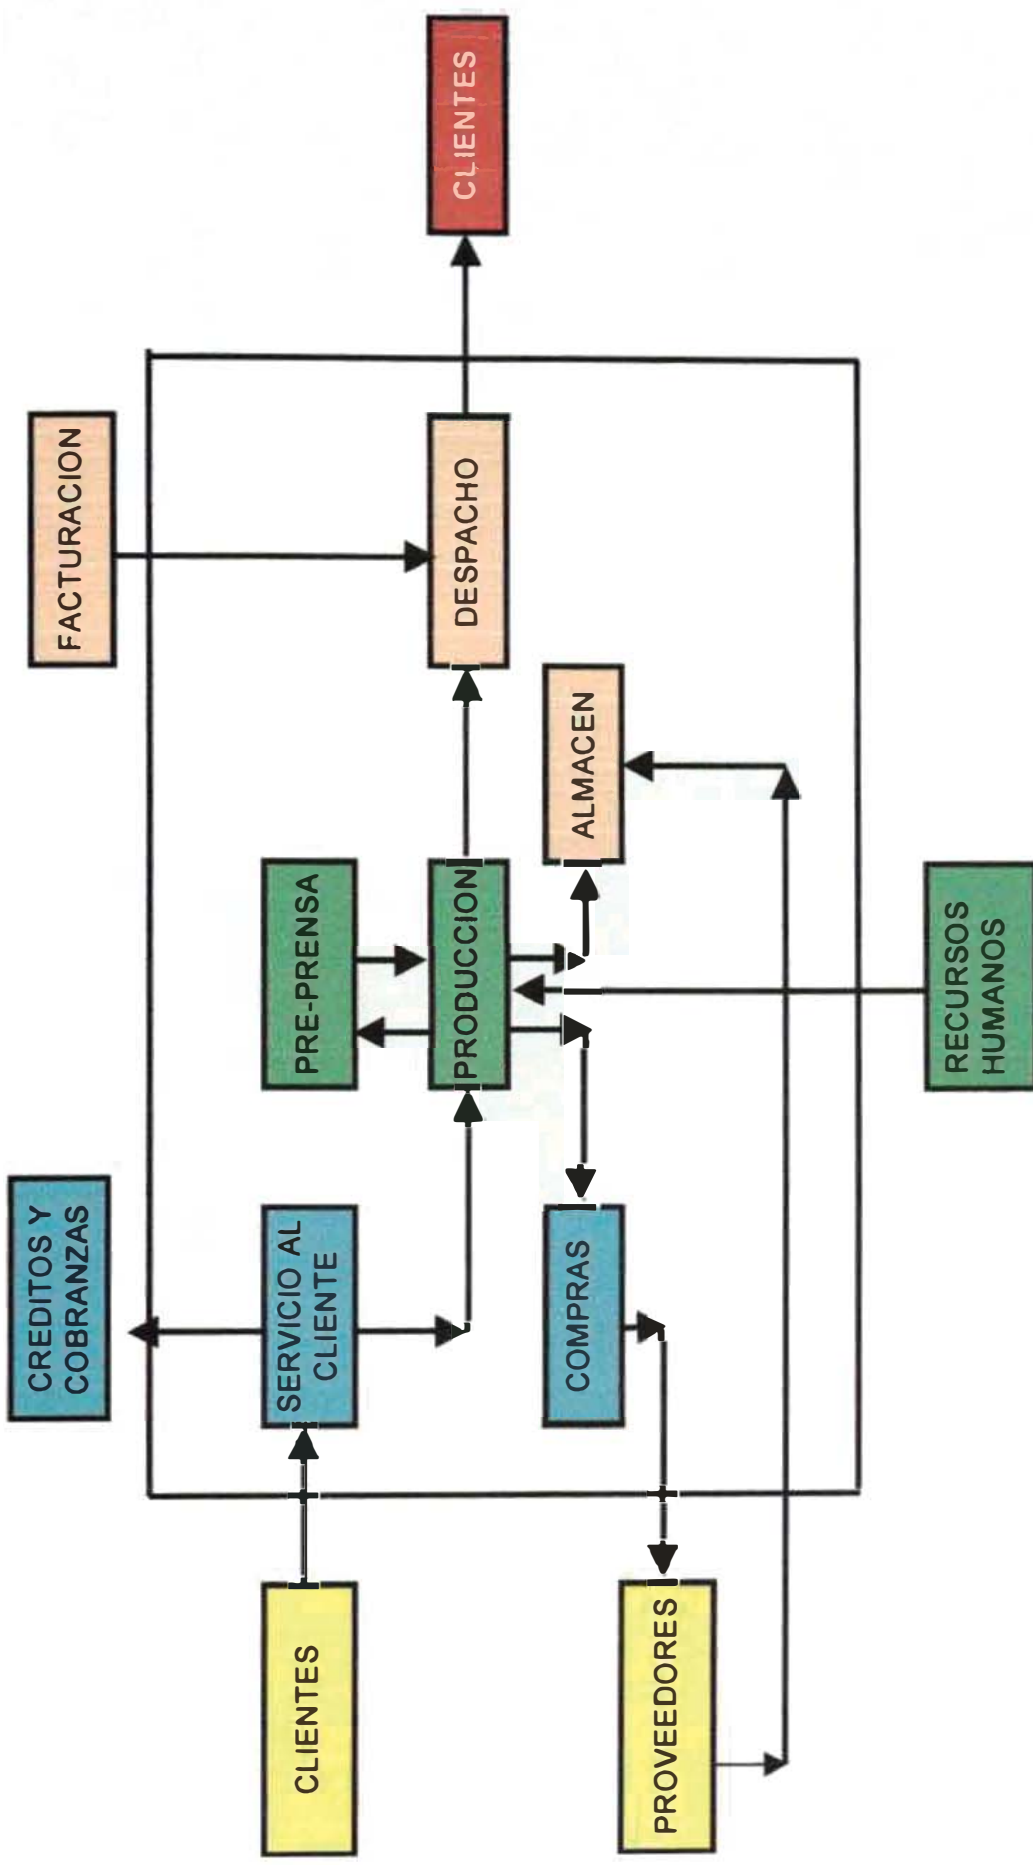 CREDITOS Y
COBRANZAS
FACTURACION
CLIENTES
SERVICIO AL
CLIENTE
PRE-PRENSA
PRODUCCION
DESPACHO
CLIENTES
COMPRAS
ALMACEN
PROVEEDORES
RECURSOS
HUMANOS